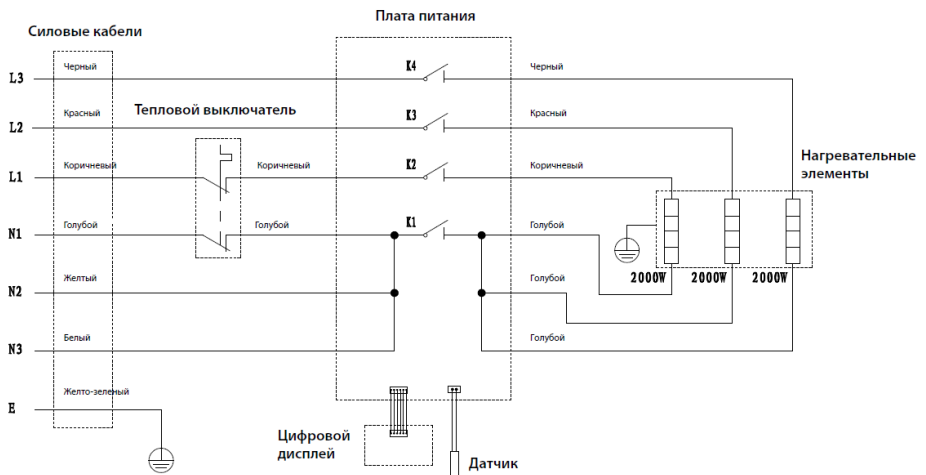 Плата питания
Силовые кабели
L3
Черный
K4
Черный
L2
Красный
Тепловой выключатель
K3
Красный
L1
Коричневый
Коричневый
K2
Коричневый
Нагревательные
элементы
N1
Голубой
Голубой
K1
Голубой
2000W
2000W
2000W
N2
Желтый
Голубой
N3
Белый
Голубой
E
Желто-зеленый
Цифровой
дисплей
Датчик